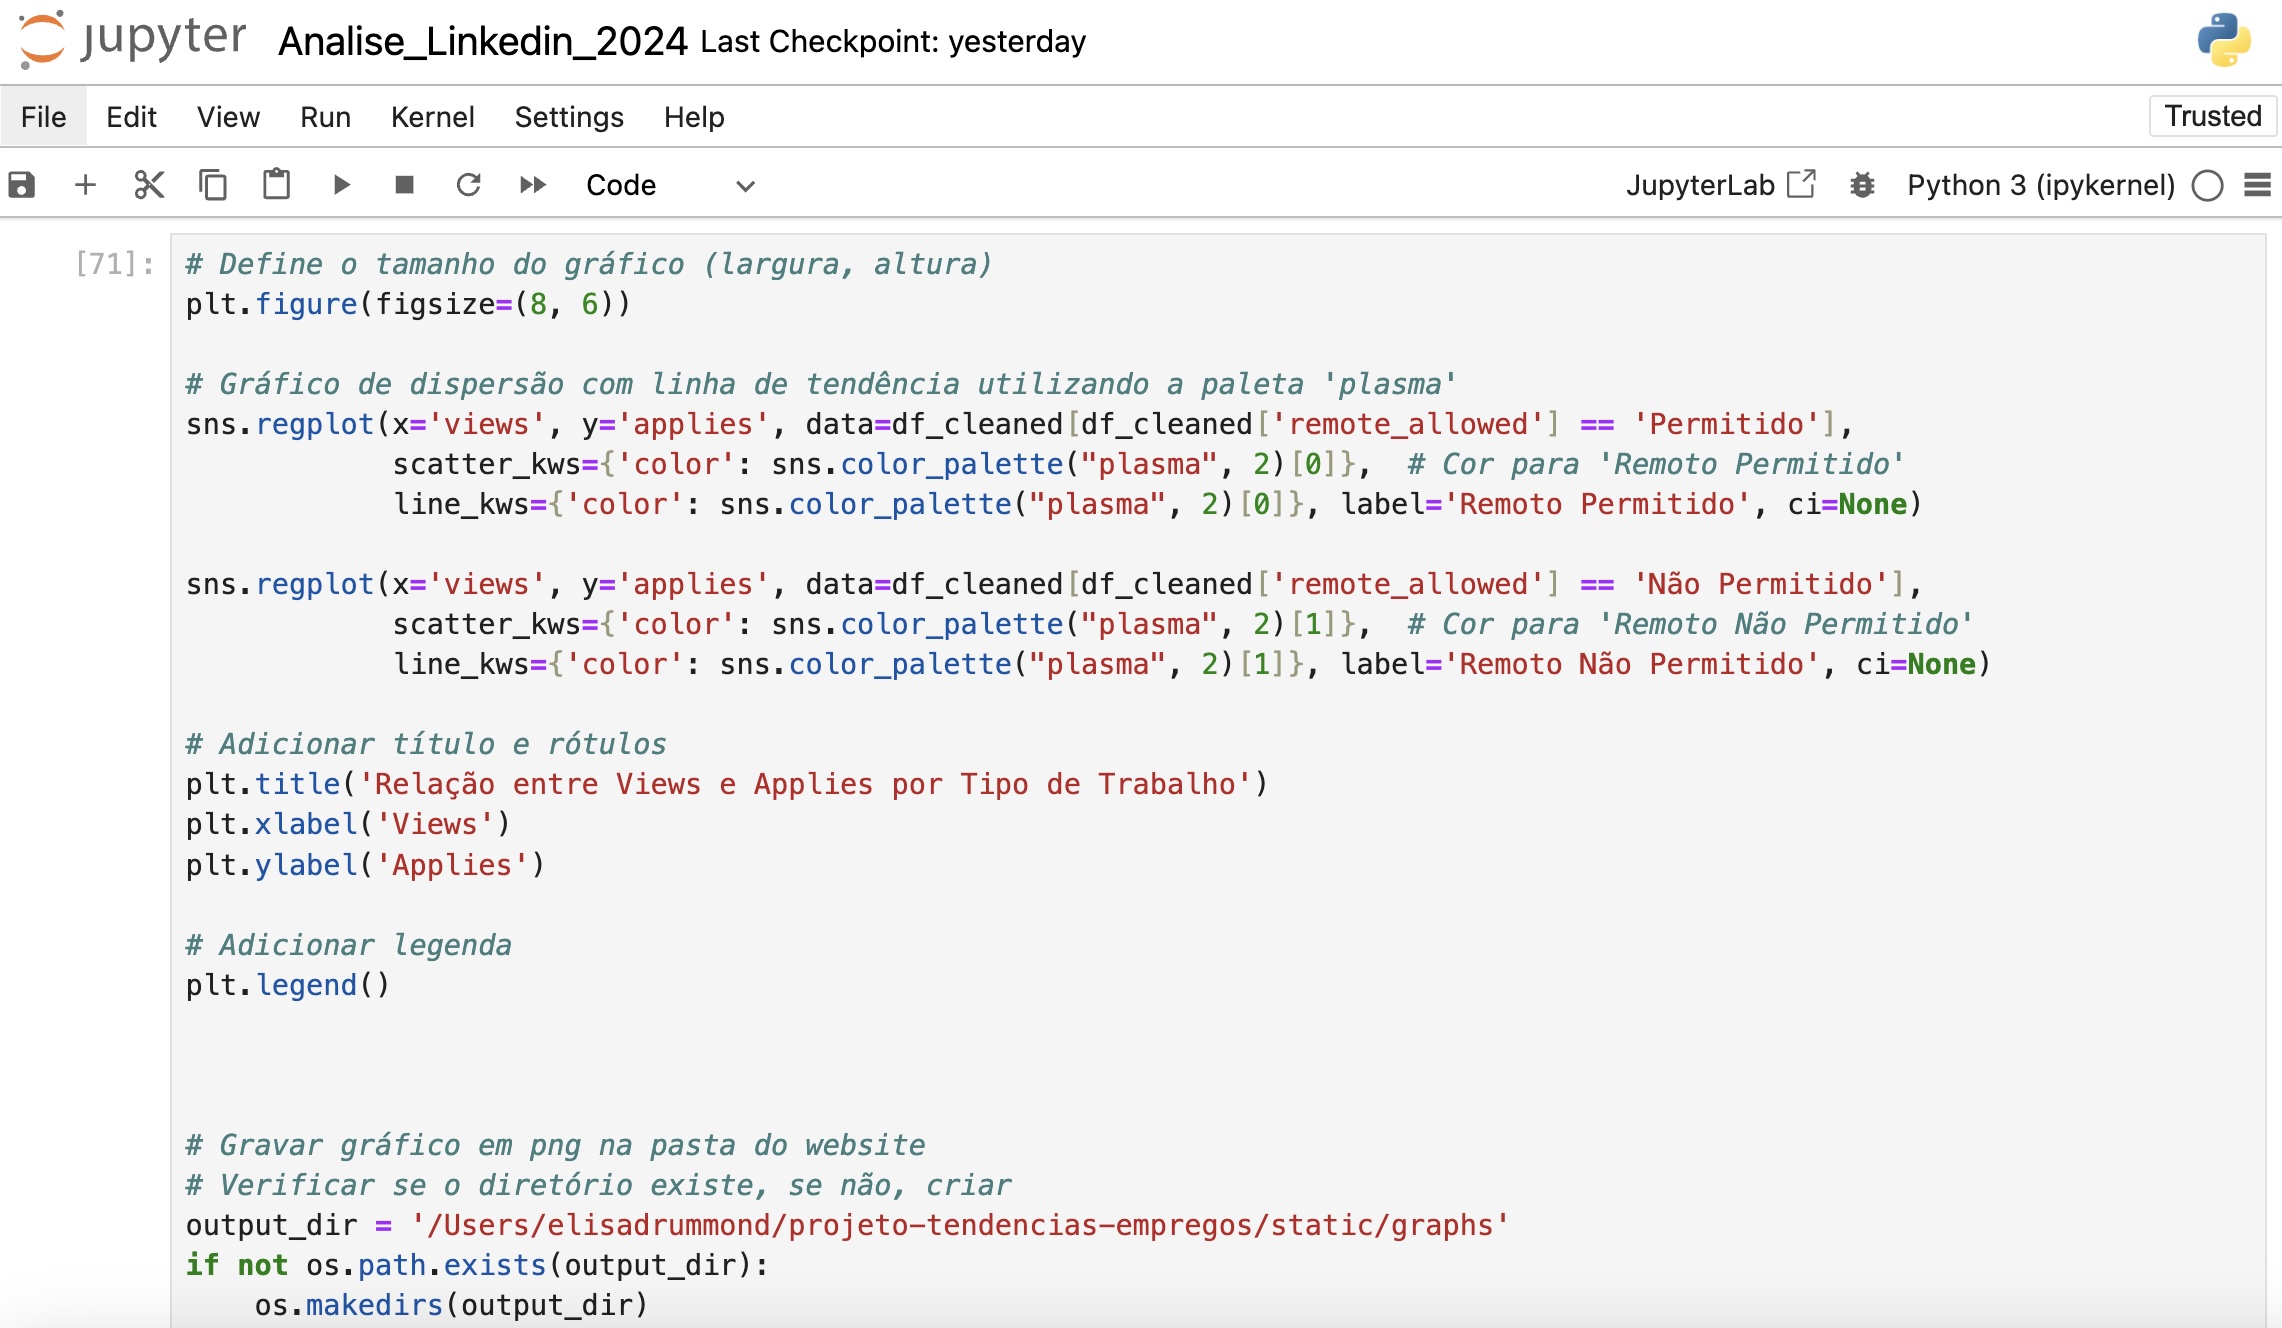 jupyter Analise_Linkedin_2024 Last Checkpoint: yesterday
File Edit View Run Kernel Settings Help Trusted
Code JupyterLab Python 3 (ipykernel)
[71]:
# Define o tamanho do gráfico (largura, altura)
plt.figure(figsize=(8, 6))
# Gráfico de dispersão com linha de tendência utilizando a paleta 'plasma'
sns.regplot(x='views', y='applies', data=df_cleaned[df_cleaned['remote_allowed'] == 'Permitido'],
            scatter_kws={'color': sns.color_palette("plasma", 2)[0]},  # Cor para 'Remoto Permitido'
            line_kws={'color': sns.color_palette("plasma", 2)[0]}, label='Remoto Permitido', ci=None)
sns.regplot(x='views', y='applies', data=df_cleaned[df_cleaned['remote_allowed'] == 'Não Permitido'],
            scatter_kws={'color': sns.color_palette("plasma", 2)[1]},  # Cor para 'Remoto Não Permitido'
            line_kws={'color': sns.color_palette("plasma", 2)[1]}, label='Remoto Não Permitido', ci=None)
# Adicionar título e rótulos
plt.title('Relação entre Views e Applies por Tipo de Trabalho')
plt.xlabel('Views')
plt.ylabel('Applies')
# Adicionar legenda
plt.legend()
# Gravar gráfico em png na pasta do website
# Verificar se o diretório existe, se não, criar
output_dir = '/Users/elisadrummond/projeto-tendencias-empregos/static/graphs'
if not os.path.exists(output_dir):
    os.makedirs(output_dir)